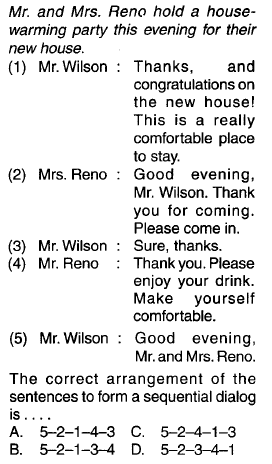 Mr. and Mrs. Reno hold a house-
warming party this evening for their
new house.
(1) Mr. Wilson : Thanks, and
congratulations on
the new house!
This is a really
comfortable place
to stay.
(2) Mrs. Reno : Good evening,
Mr. Wilson. Thank
you for coming.
Please come in.
(3) Mr. Wilson : Sure, thanks.
(4) Mr. Reno : Thank you. Please
enjoy your drink.
Make yourself
comfortable.
(5) Mr. Wilson : Good evening,
Mr. and Mrs. Reno.
The correct arrangement of the
sentences to form a sequential dialog
is . . . .
A. 5–2–1–4–3 C. 5–2–4–1–3
B. 5–2–1–3–4 D. 5–2–3–4–1